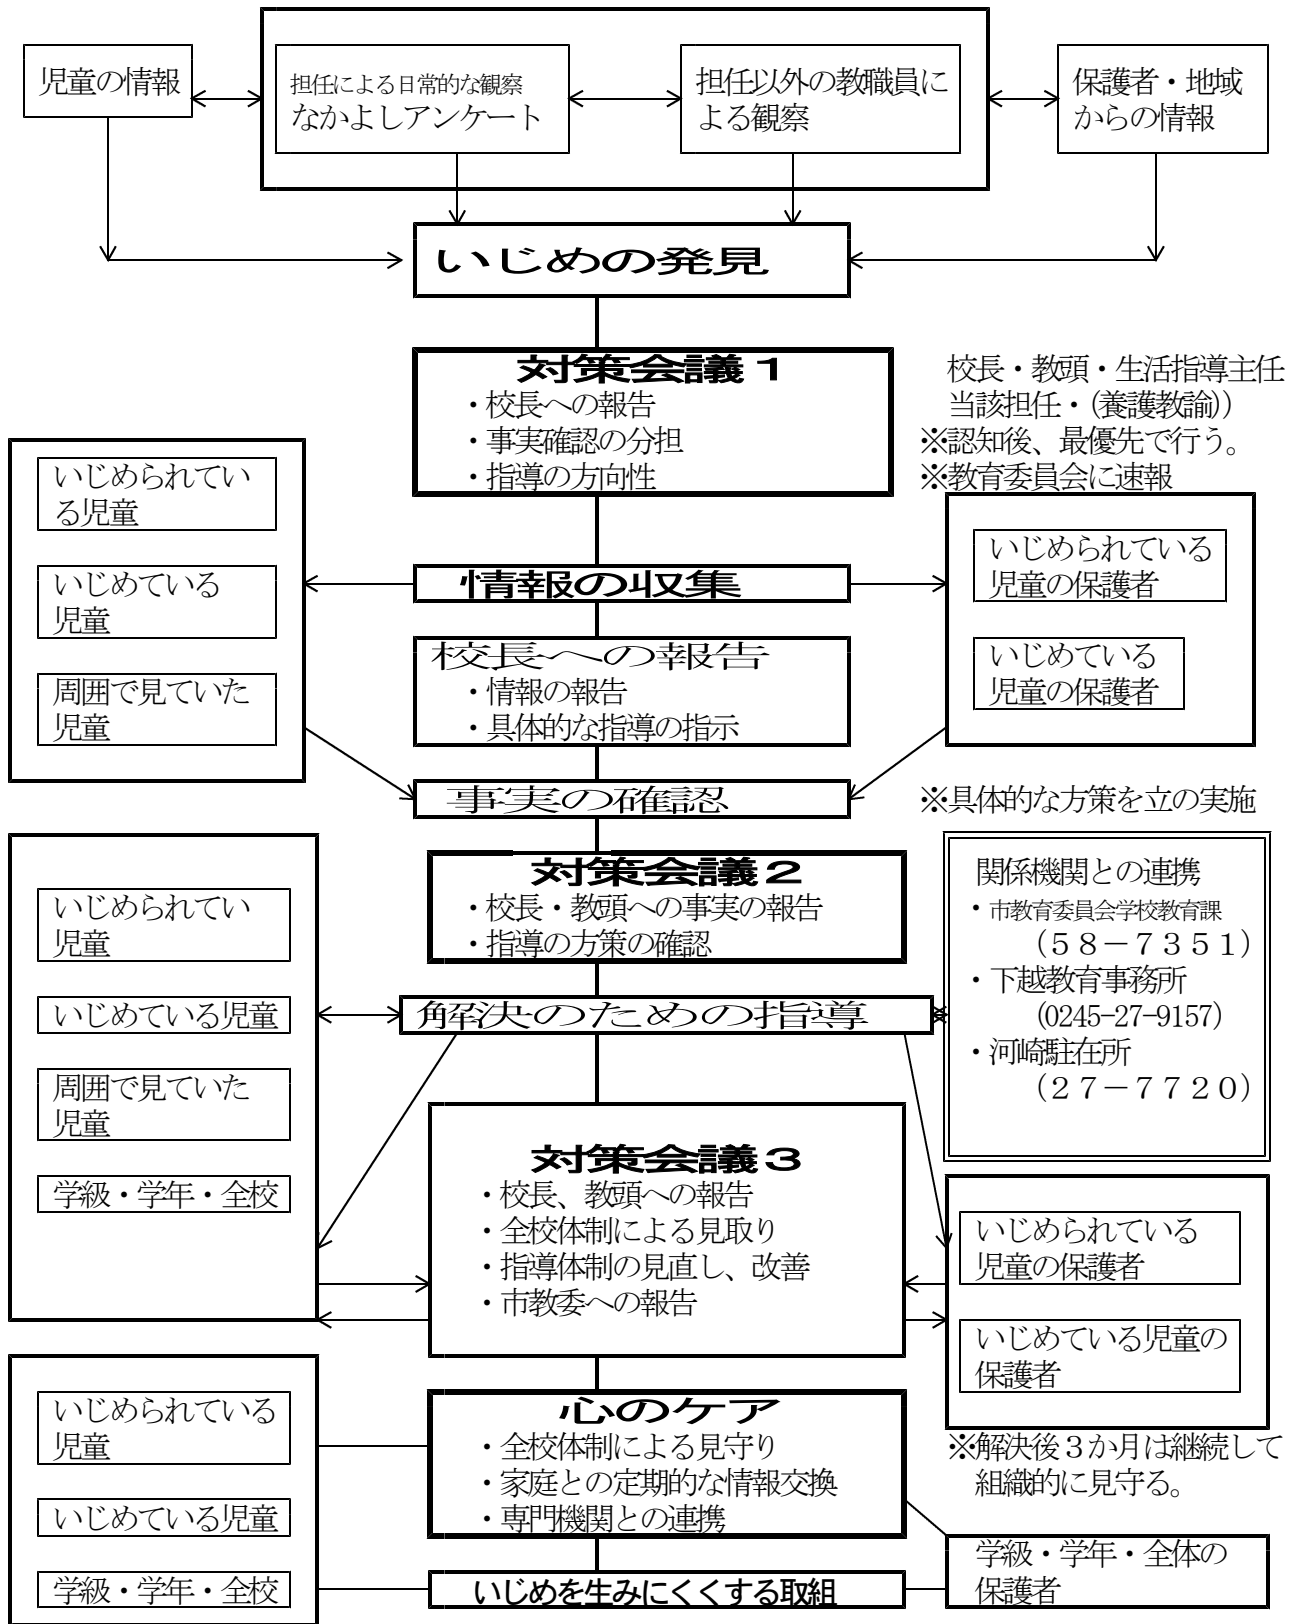 児童の情報
担任による日常的な観察
なかよしアンケート
担任以外の教職員に
よる観察
保護者・地域
からの情報
いじめの発見
対策会議１
・校長への報告
・事実確認の分担
・指導の方向性
校長・教頭・生活指導主任
当該担任・(養護教諭))
※認知後、最優先で行う。
※教育委員会に速報
いじめられてい
る児童
いじめている
児童
周囲で見ていた
児童
情報の収集
いじめられている
児童の保護者
いじめている
児童の保護者
校長への報告
・情報の報告
・具体的な指導の指示
事実の確認
※具体的な方策を立の実施
対策会議２
・校長・教頭への事実の報告
・指導の方策の確認
いじめられてい
児童
いじめている児童
周囲で見ていた
児童
学級・学年・全校
解決のための指導
関係機関との連携
・市教育委員会学校教育課
（５８－７３５１）
・下越教育事務所
(0245-27-9157)
・河崎駐在所
（２７－７７２０）
対策会議３
・校長、教頭への報告
・全校体制による見取り
・指導体制の見直し、改善
・市教委への報告
いじめられている
児童の保護者
いじめている児童の
保護者
いじめられている
児童
いじめている児童
学級・学年・全校
心のケア
・全校体制による見守り
・家庭との定期的な情報交換
・専門機関との連携
※解決後３か月は継続して
組織的に見守る。
いじめを生みにくくする取組
学級・学年・全体の
保護者